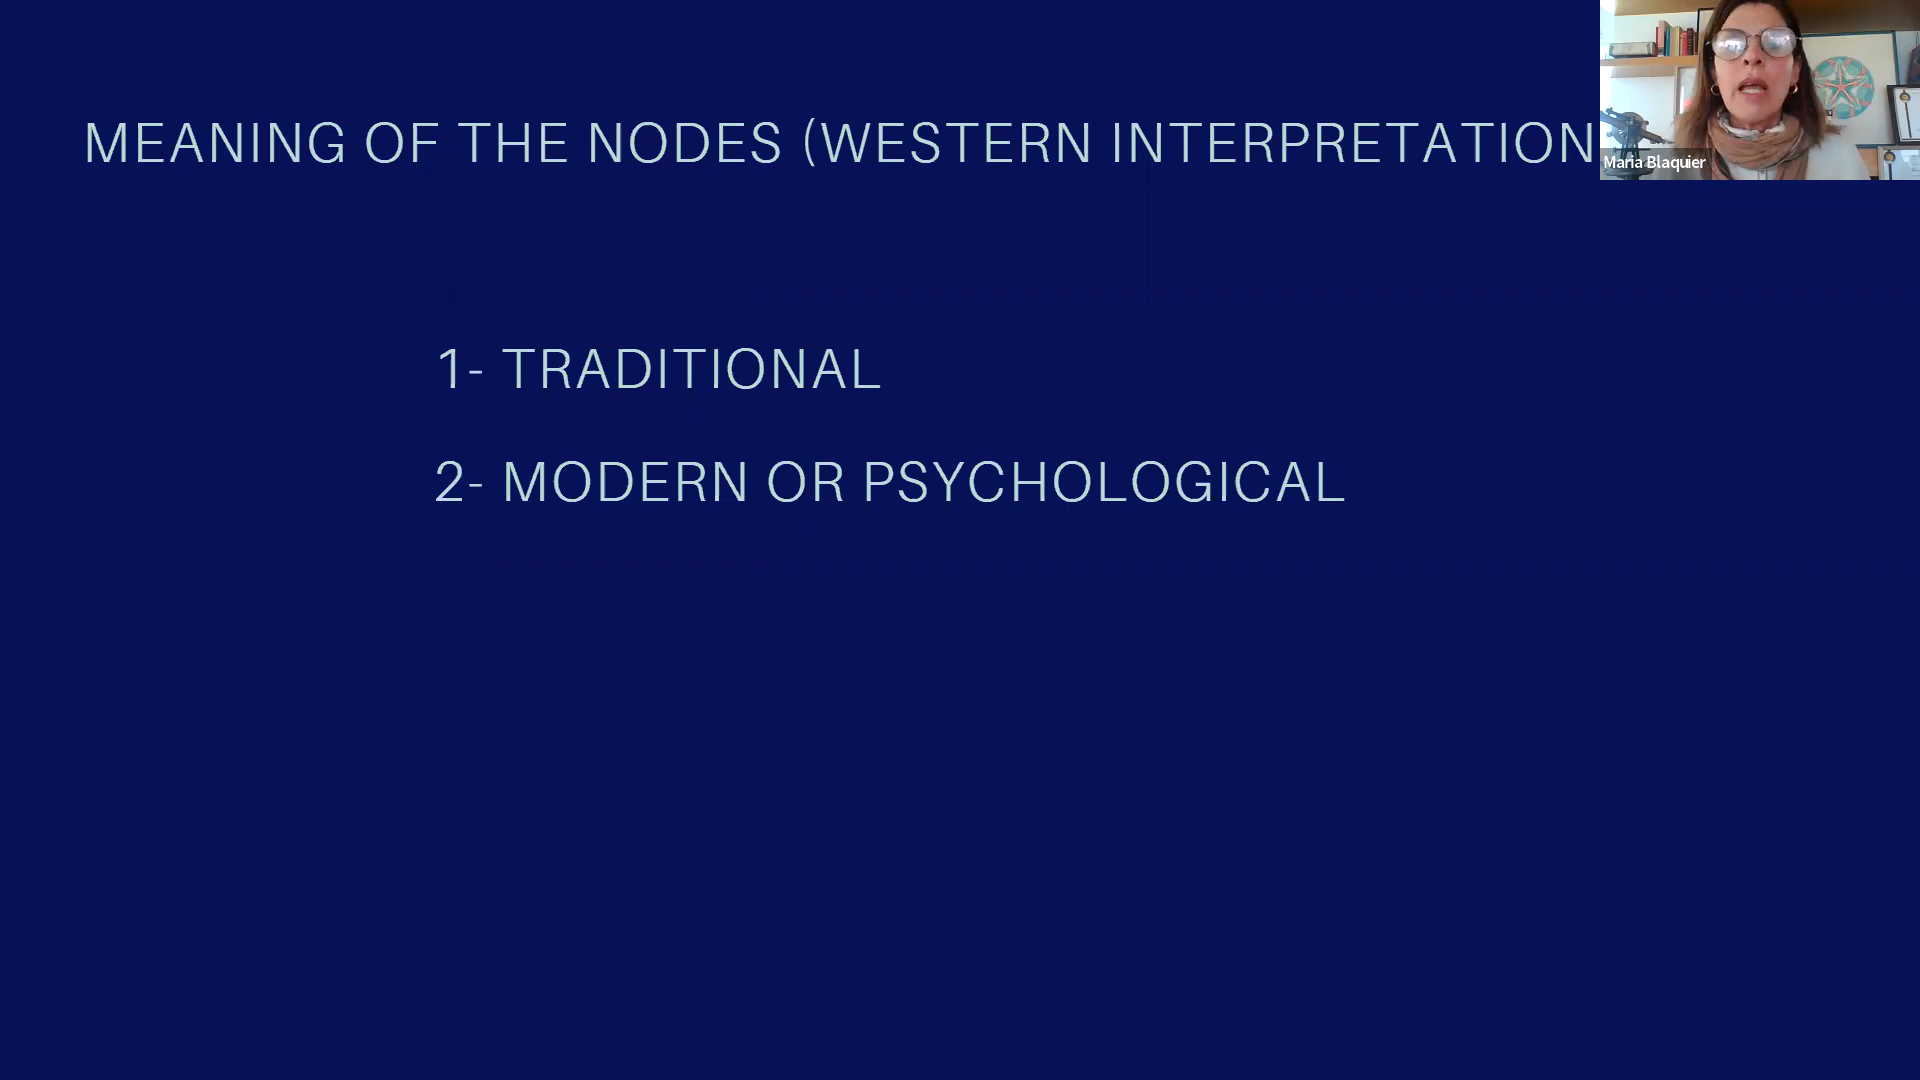 MEANING OF THE NODES (WESTERN INTERPRETATION
Maria Blaquier
1- TRADITIONAL
2- MODERN OR PSYCHOLOGICAL